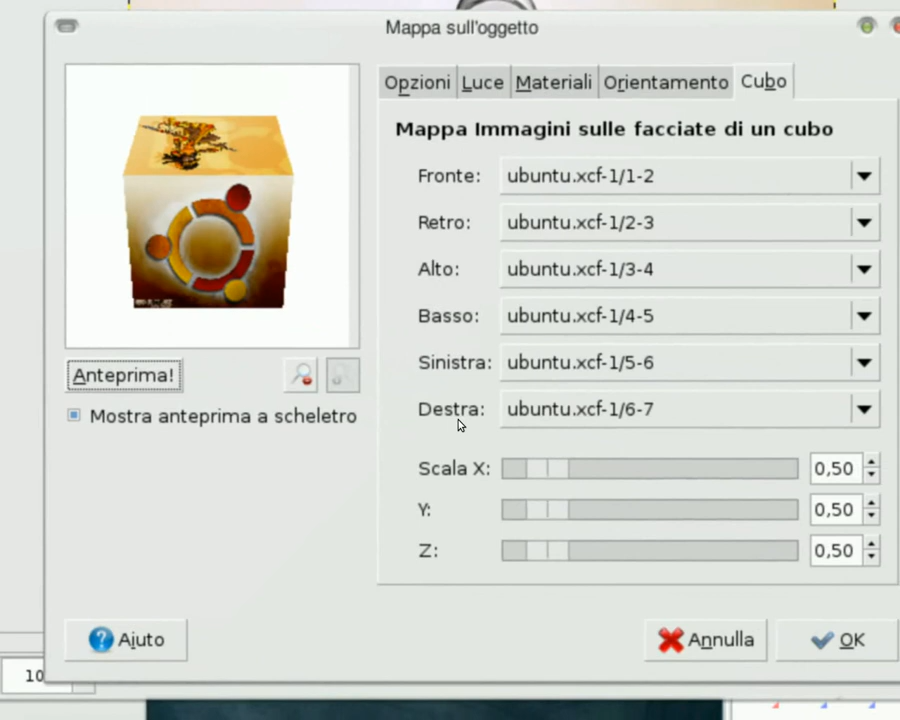 Mappa sull'oggetto
Opzioni Luce Materiali Orientamento Cubo
Mappa Immagini sulle facciate di un cubo
Fronte: ubuntu.xcf-1/1-2
Retro: ubuntu.xcf-1/2-3
Alto: ubuntu.xcf-1/3-4
Basso: ubuntu.xcf-1/4-5
Sinistra: ubuntu.xcf-1/5-6
Destra: ubuntu.xcf-1/6-7
Scala X: 0,50
Y: 0,50
Z: 0,50
Anteprima!
Mostra anteprima a scheletro
Aiuto
Annulla OK
10